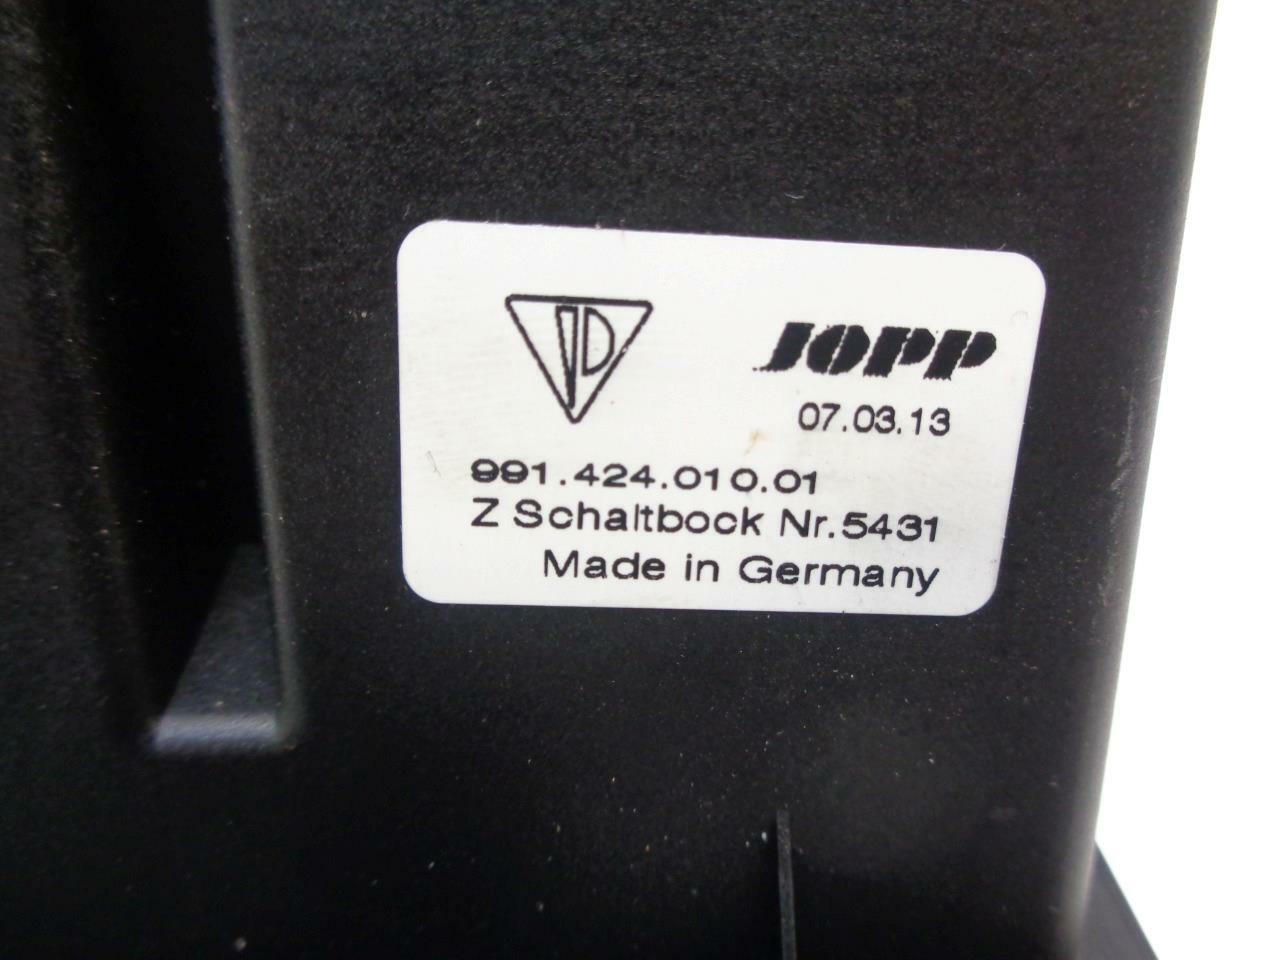 JOPP
07.03.13
991.424.010.01
Z Schaltbock Nr.5431
Made in Germany